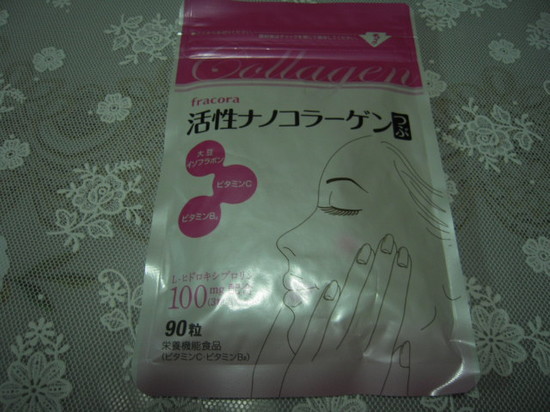 Collagen
fracora
活性ナノコラーゲン つぶ
大豆
イソフラボン
ビタミンC
ビタミンB₂
L-ヒドロキシプロリン
100mg
90粒
栄養機能食品
(ビタミンC・ビタミンB₂)